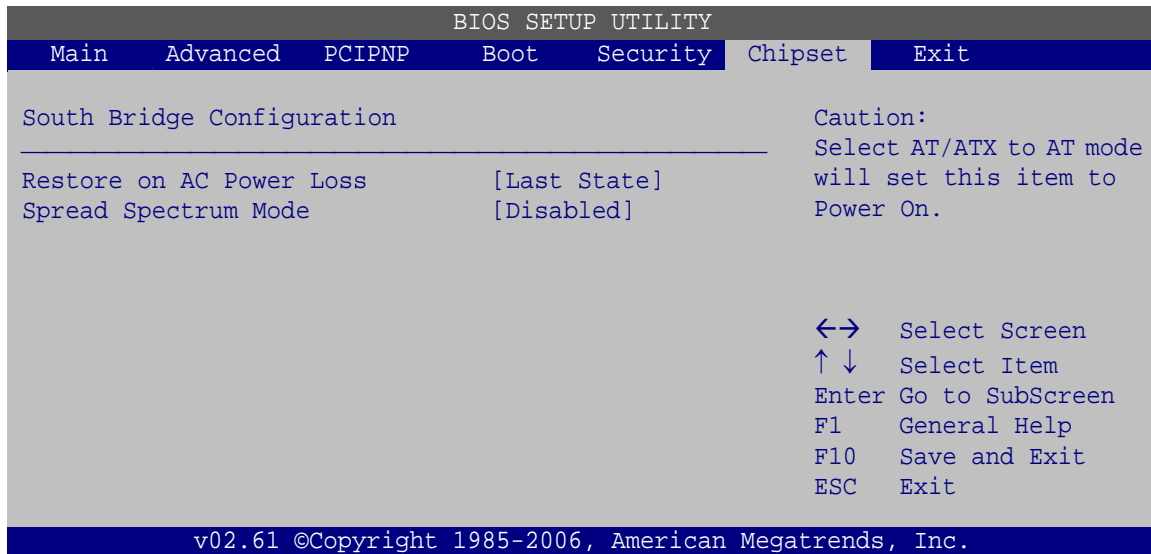 BIOS SETUP UTILITY
Main Advanced PCIPNP Boot Security Chipset Exit
South Bridge Configuration
Restore on AC Power Loss [Last State]
Spread Spectrum Mode [Disabled]
Caution:
Select AT/ATX to AT mode
will set this item to
Power On.
←→ Select Screen
↑ ↓ Select Item
Enter Go to SubScreen
F1 General Help
F10 Save and Exit
ESC Exit
v02.61 ©Copyright 1985-2006, American Megatrends, Inc.